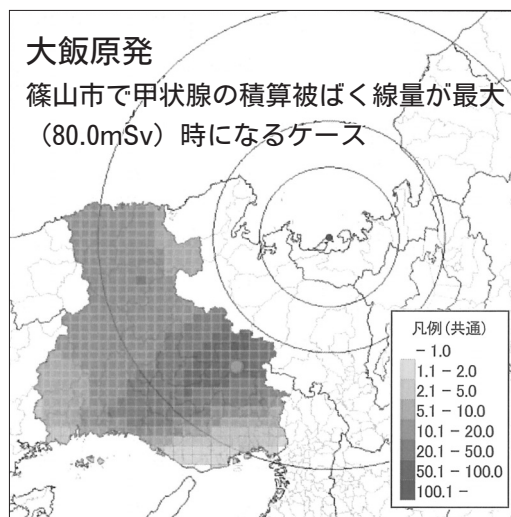 大飯原発
篠山市で甲状腺の積算被ばく線量が最大
（80.0mSv）時になるケース
凡例（共通）
－1.0
1.1－2.0
2.1－5.0
5.1－10.0
10.1－20.0
20.1－50.0
50.1－100.0
100.1－